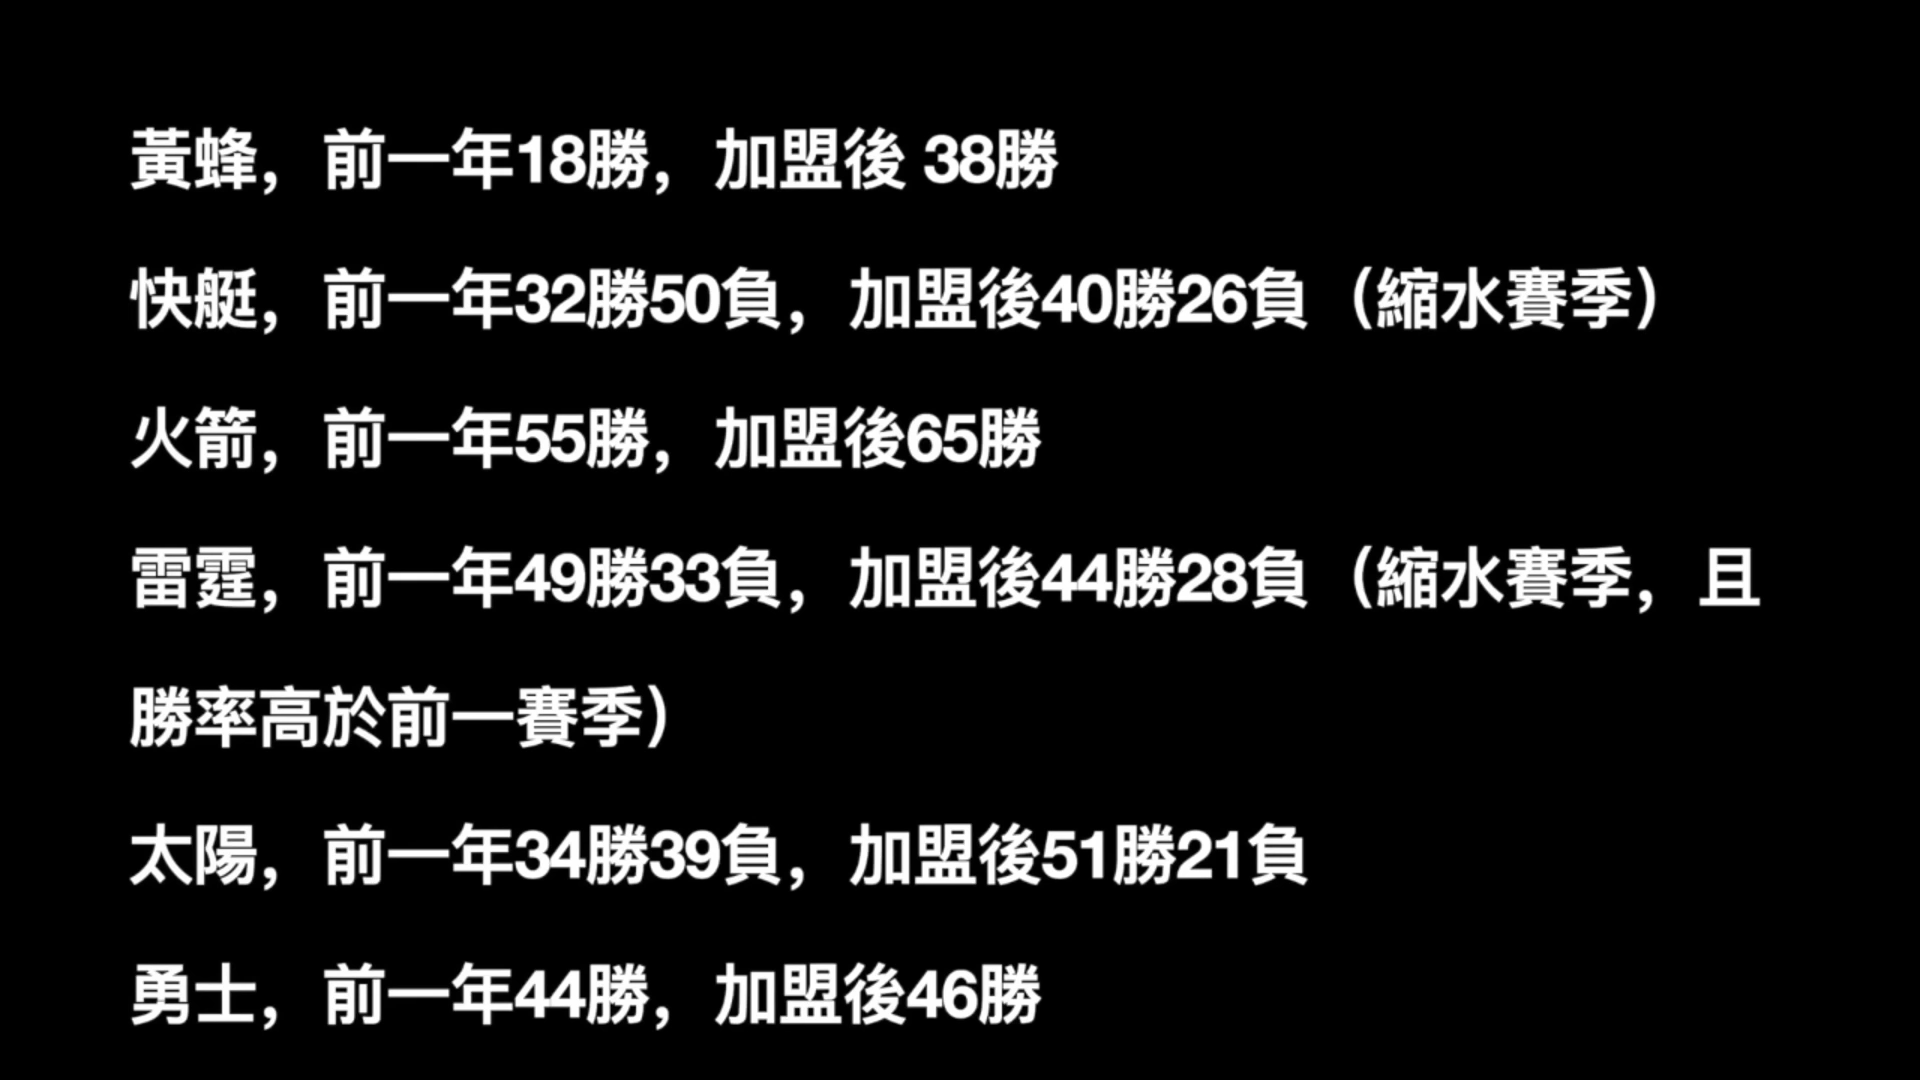 黃蜂，前一年18勝，加盟後 38勝
快艇，前一年32勝50負，加盟後40勝26負（縮水賽季）
火箭，前一年55勝，加盟後65勝
雷霆，前一年49勝33負，加盟後44勝28負（縮水賽季，且
勝率高於前一賽季）
太陽，前一年34勝39負，加盟後51勝21負
勇士，前一年44勝，加盟後46勝